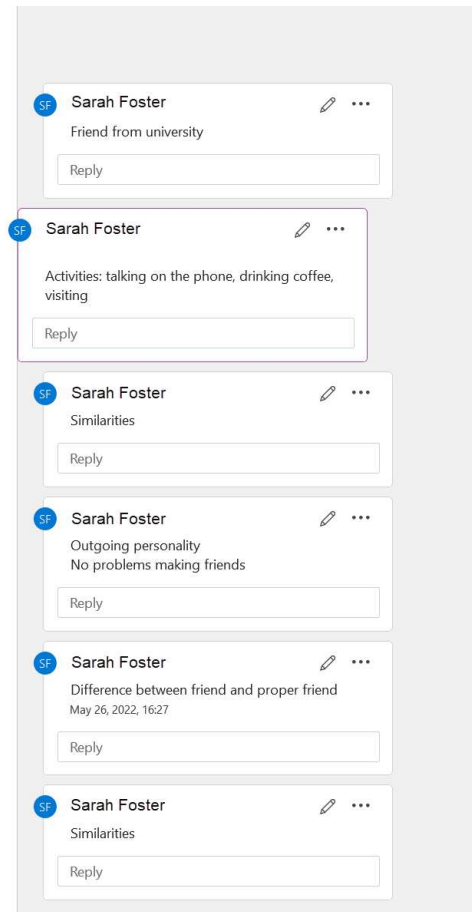 SF Sarah Foster
Friend from university
Reply
SF Sarah Foster
Activities: talking on the phone, drinking coffee,
visiting
Reply
SF Sarah Foster
Similarities
Reply
SF Sarah Foster
Outgoing personality
No problems making friends
Reply
SF Sarah Foster
Difference between friend and proper friend
May 26, 2022, 16:27
Reply
SF Sarah Foster
Similarities
Reply